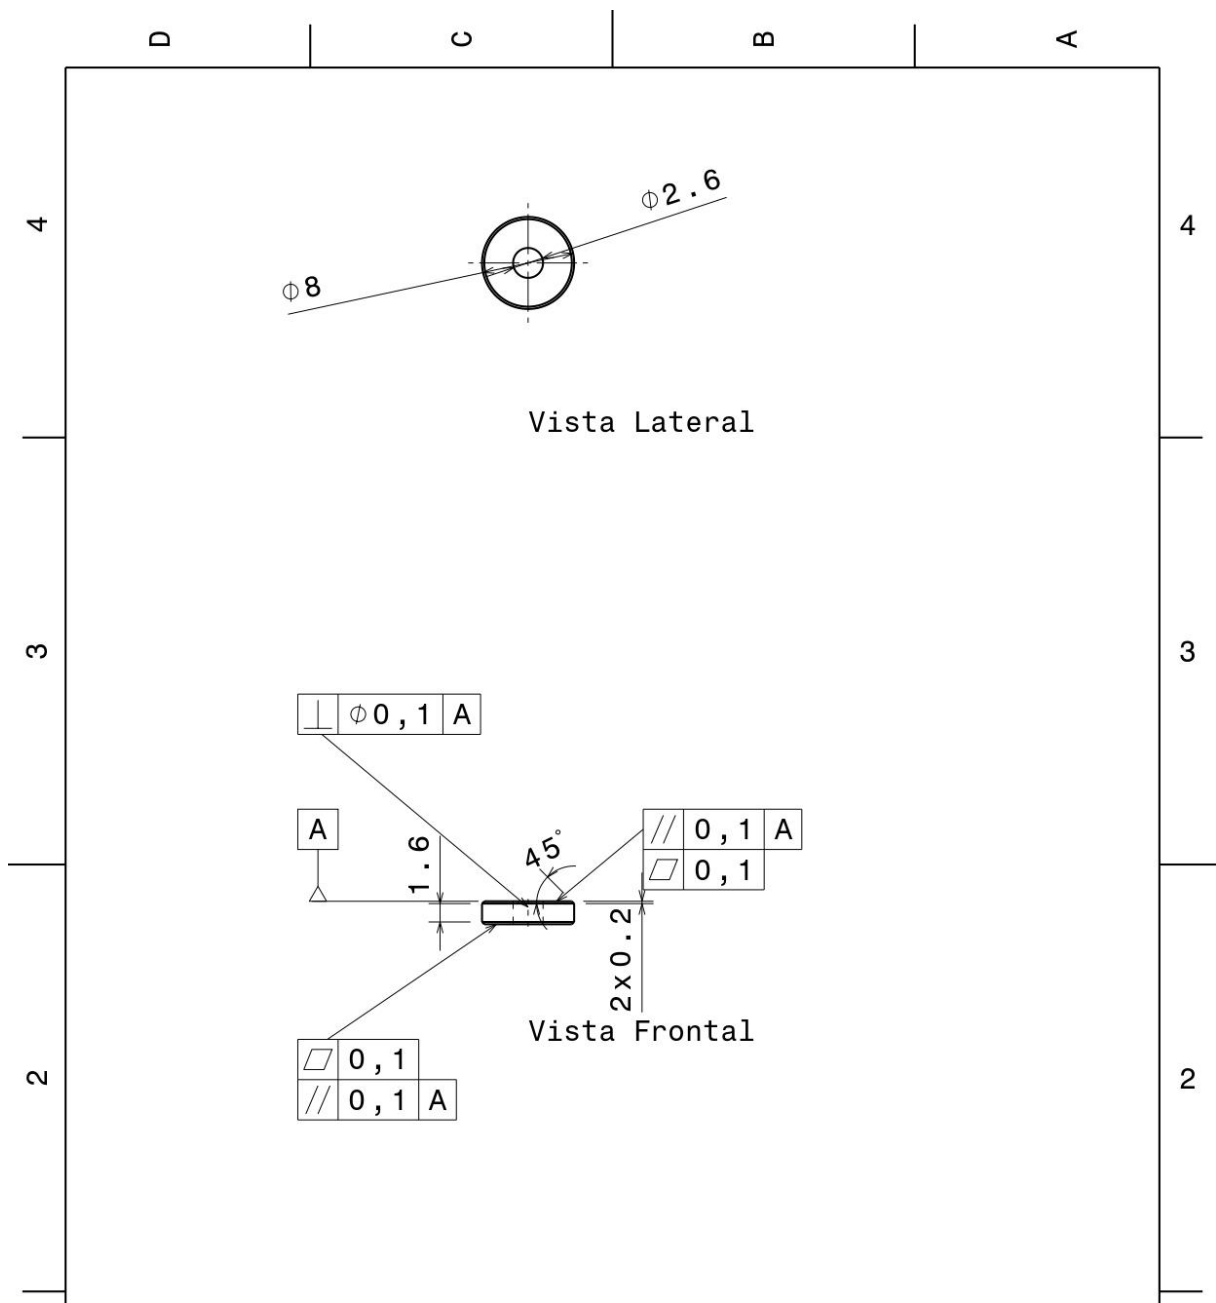 D C B A
4 4
⌀2.6
⌀8
Vista Lateral
3 3
⊥ ⌀0,1 A
A
1.6
45°
// 0,1 A
⏥ 0,1
2x0.2
Vista Frontal
⏥ 0,1
// 0,1 A
2 2